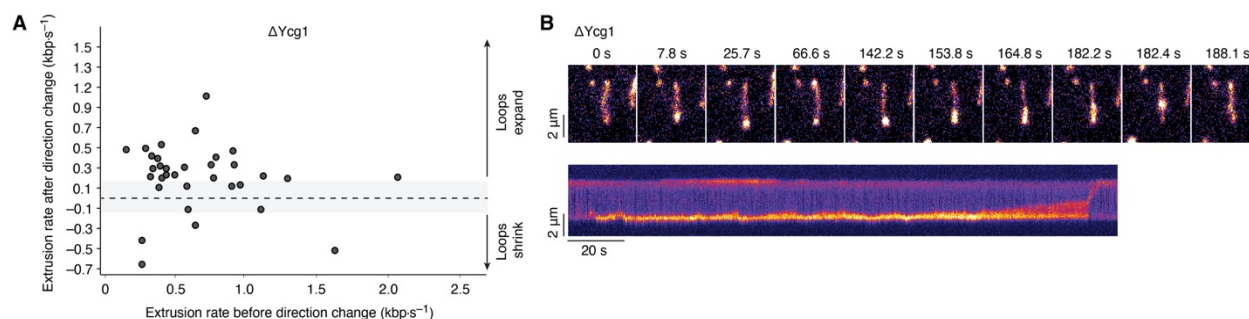 A
ΔYcg1
Extrusion rate after direction change (kbp·s⁻¹)
1.5
1.2
0.9
0.7
0.5
0.3
0.1
−0.1
−0.3
−0.5
−0.7
0
0.5
1.0
1.5
2.0
2.5
Extrusion rate before direction change (kbp·s⁻¹)
Loops
expand
Loops
shrink
B
ΔYcg1
0 s 7.8 s 25.7 s 66.6 s 142.2 s 153.8 s 164.8 s 182.2 s 182.4 s 188.1 s
2 μm
2 μm
20 s